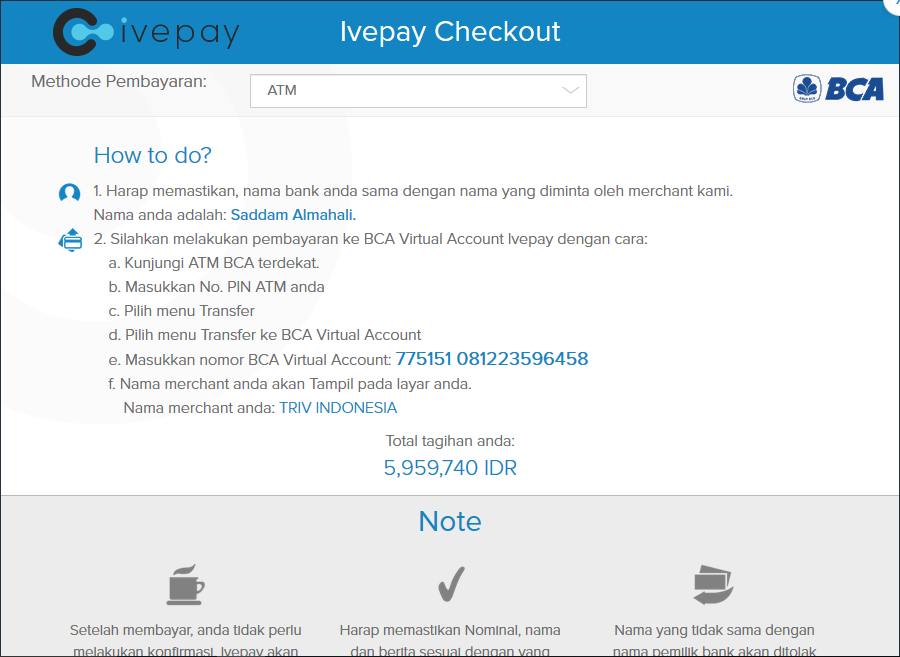 ivepay
Ivepay Checkout
Methode Pembayaran:
ATM
BCA
How to do?
1. Harap memastikan, nama bank anda sama dengan nama yang diminta oleh merchant kami.
Nama anda adalah: Saddam Almahali.
2. Silahkan melakukan pembayaran ke BCA Virtual Account Ivepay dengan cara:
a. Kunjungi ATM BCA terdekat.
b. Masukkan No. PIN ATM anda
c. Pilih menu Transfer
d. Pilih menu Transfer ke BCA Virtual Account
e. Masukkan nomor BCA Virtual Account: 775151 081223596458
f. Nama merchant anda akan Tampil pada layar anda.
Nama merchant anda: TRIV INDONESIA
Total tagihan anda:
5,959,740 IDR
Note
Setelah membayar, anda tidak perlu
melakukan konfirmasi, Ivepay akan
Harap memastikan Nominal, nama
dan berita sesuai dengan yang
Nama yang tidak sama dengan
nama pemilik bank akan ditolak